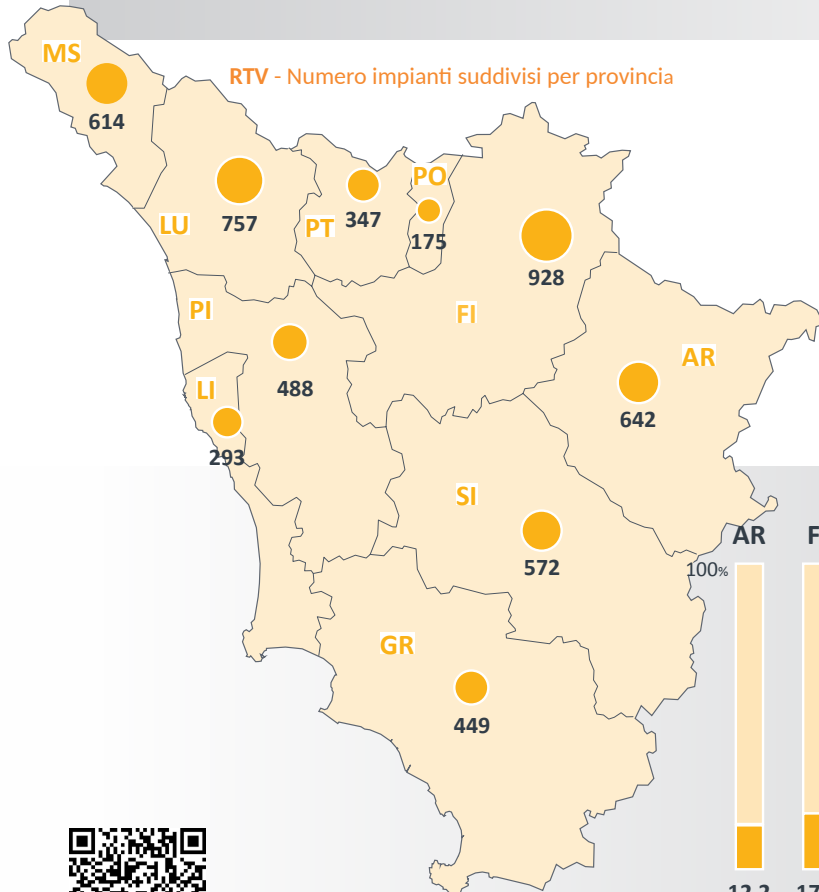 MS
RTV - Numero impianti suddivisi per provincia
614
PO
LU
757
PT
347
175
928
PI
FI
AR
488
LI
642
293
SI
AR
572
100%
GR
449